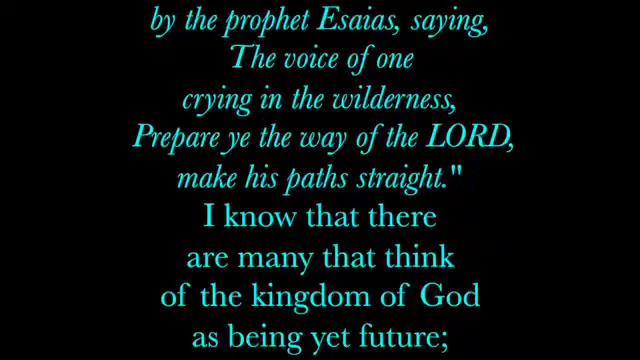 by the prophet Esaias, saying,
The voice of one
crying in the wilderness,
Prepare ye the way of the LORD,
make his paths straight."
I know that there
are many that think
of the kingdom of God
as being yet future;